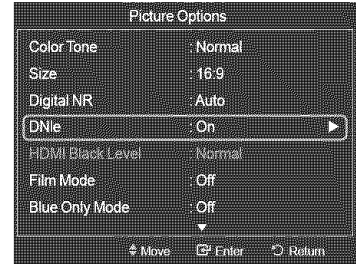 Picture Options
Color Tone : Normal
Size : 16:9
Digital NR : Auto
DNIe : On ►
HDMI Black Level : Normal
Film Mode : Off
Blue Only Mode : Off
▼
Move Enter Return